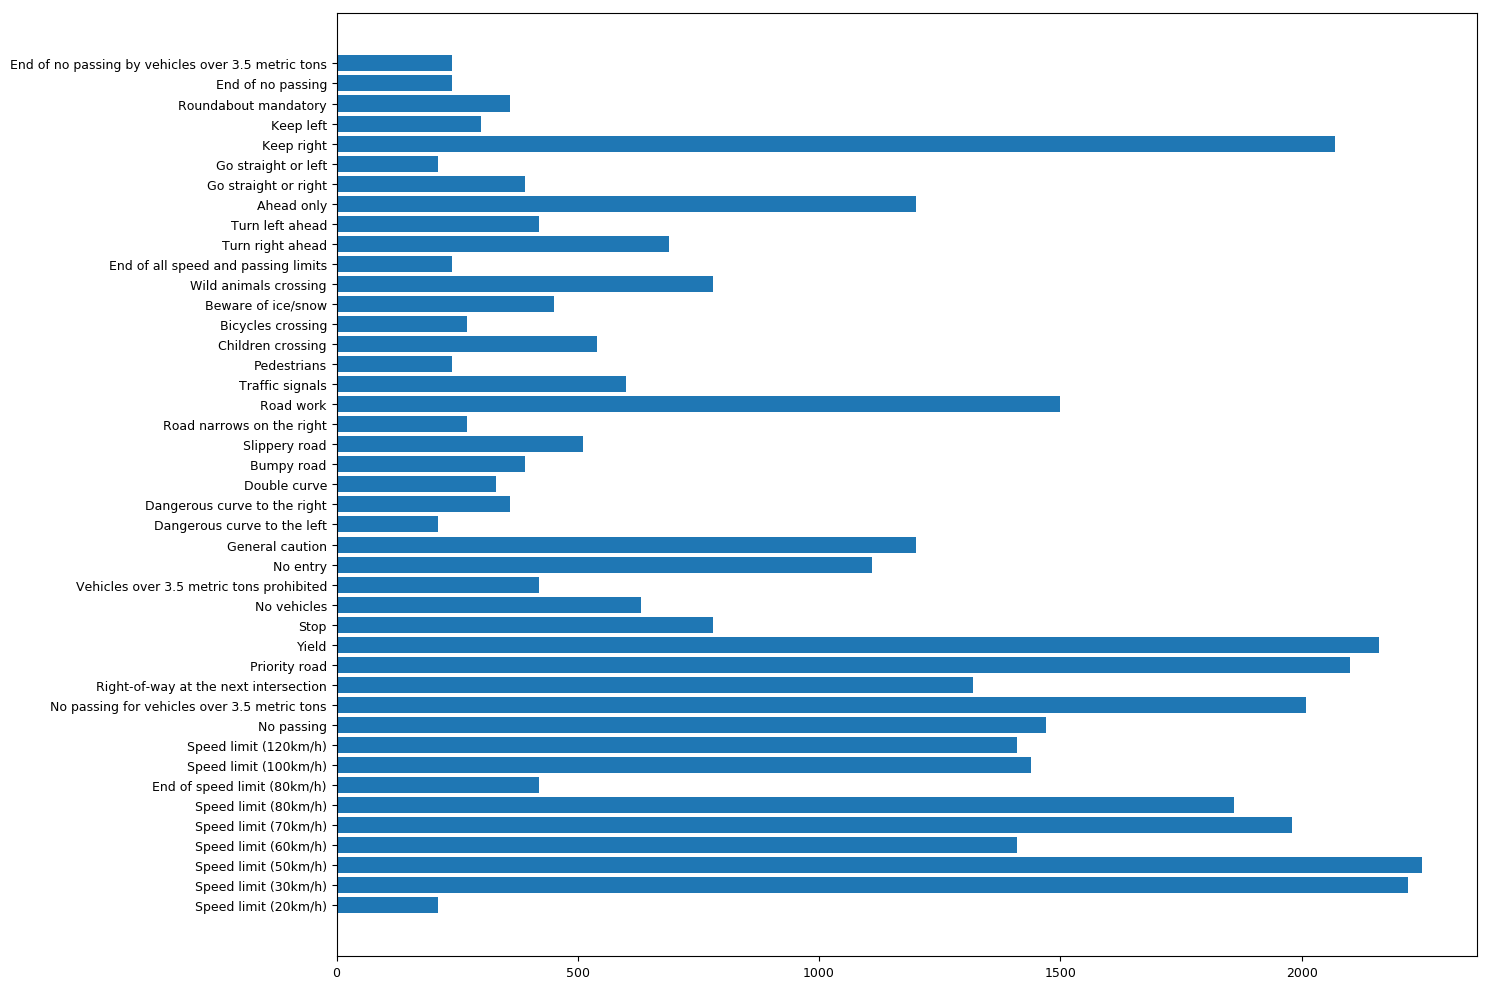 End of no passing by vehicles over 3.5 metric tons
End of no passing
Roundabout mandatory
Keep left
Keep right
Go straight or left
Go straight or right
Ahead only
Turn left ahead
Turn right ahead
End of all speed and passing limits
Wild animals crossing
Beware of ice/snow
Bicycles crossing
Children crossing
Pedestrians
Traffic signals
Road work
Road narrows on the right
Slippery road
Bumpy road
Double curve
Dangerous curve to the right
Dangerous curve to the left
General caution
No entry
Vehicles over 3.5 metric tons prohibited
No vehicles
Stop
Yield
Priority road
Right-of-way at the next intersection
No passing for vehicles over 3.5 metric tons
No passing
Speed limit (120km/h)
Speed limit (100km/h)
End of speed limit (80km/h)
Speed limit (80km/h)
Speed limit (70km/h)
Speed limit (60km/h)
Speed limit (50km/h)
Speed limit (30km/h)
Speed limit (20km/h)
0 500 1000 1500 2000